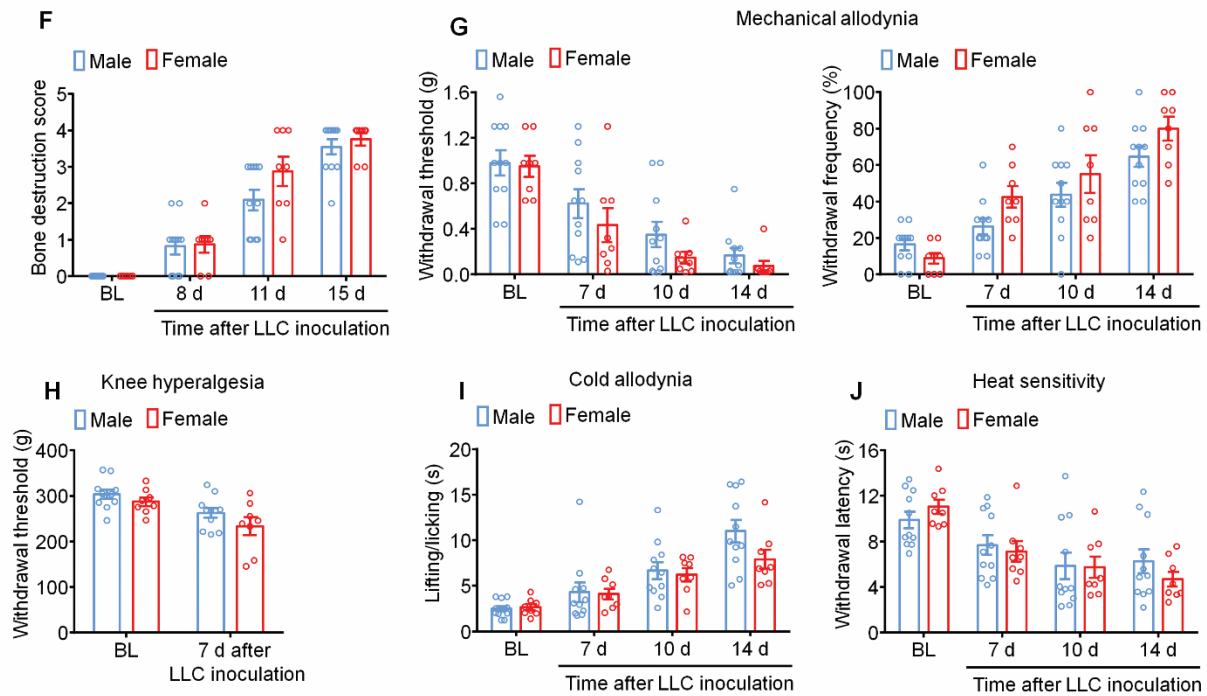 F
Male Female
Bone destruction score
5
4
3
2
1
0
BL 8 d 11 d 15 d
Time after LLC inoculation
G
Mechanical allodynia
Male Female
Withdrawal threshold (g)
1.6
1.2
0.8
0.4
0.0
BL 7 d 10 d 14 d
Time after LLC inoculation
Male Female
Withdrawal frequency (%)
100
80
60
40
20
0
BL 7 d 10 d 14 d
Time after LLC inoculation
H
Knee hyperalgesia
Male Female
Withdrawal threshold (g)
400
300
200
100
0
BL 7 d after
LLC inoculation
I
Cold allodynia
Male Female
Lifting/licking (s)
20
15
10
5
0
BL 7 d 10 d 14 d
Time after LLC inoculation
J
Heat sensitivity
Male Female
Withdrawal latency (s)
16
12
8
4
0
BL 7 d 10 d 14 d
Time after LLC inoculation